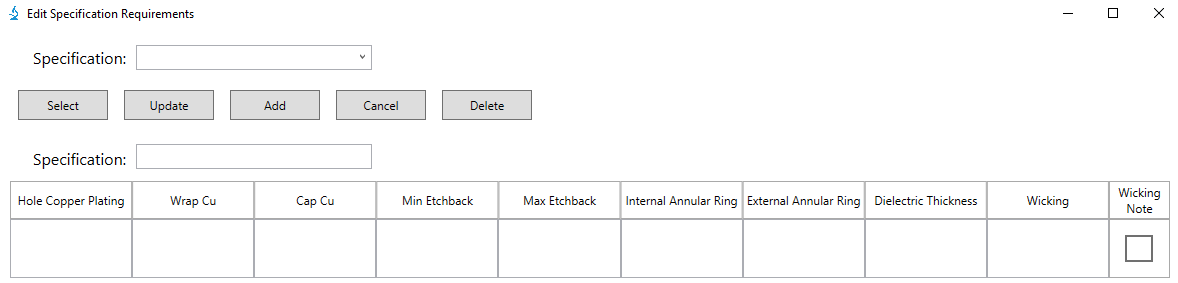 Edit Specification Requirements
Specification:
Select Update Add Cancel Delete
Specification:
Hole Copper Plating Wrap Cu Cap Cu Min Etchback Max Etchback Internal Annular Ring External Annular Ring Dielectric Thickness Wicking Wicking
Note